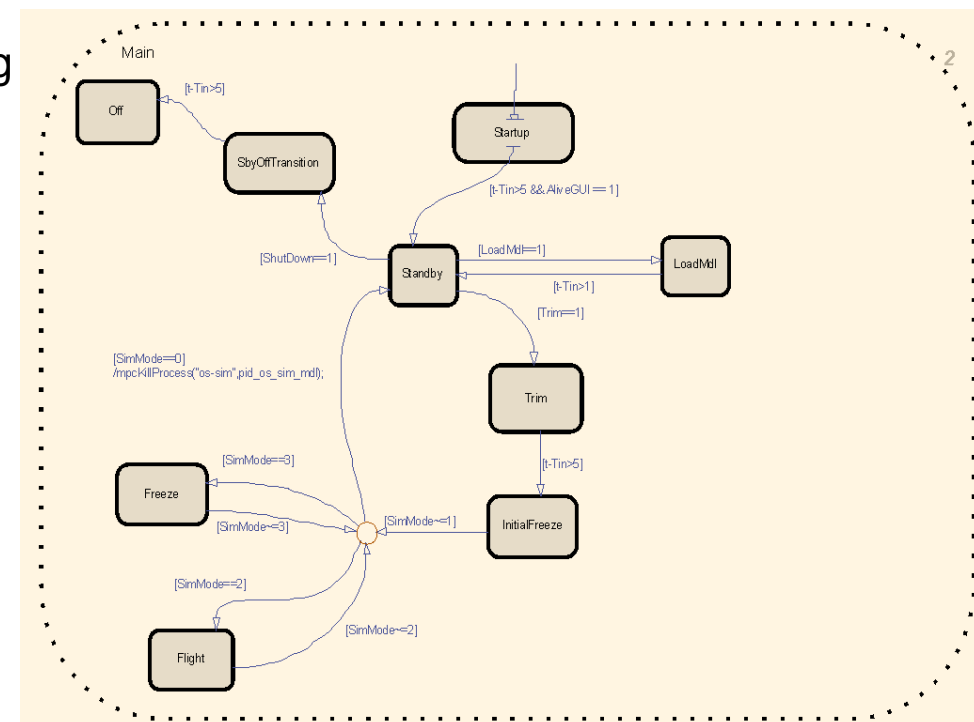 g
Main
2
[t-Tin>5]
Off
Startup
SbyOffTransition
[t-Tin>5 && AliveGUI == 1]
[ShutDown==1]
Standby
[LoadMdl==1]
LoadMdl
[t-Tin>1]
[Trim==1]
[SimMode==0]
/mpcKillProcess("os-sim",pid_os_sim_mdl);
Trim
[t-Tin>5]
[SimMode==3]
Freeze
[SimMode~=3]
[SimMode~=1]
InitialFreeze
[SimMode==2]
[SimMode~=2]
Flight